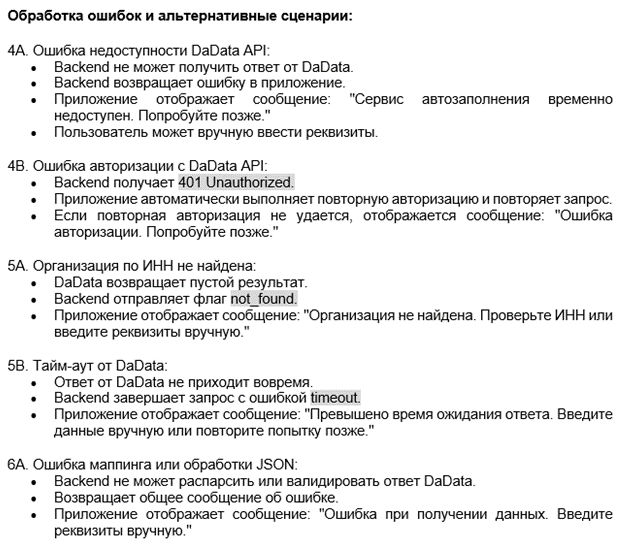 Обработка ошибок и альтернативные сценарии:
4A. Ошибка недоступности DaData API:
• Backend не может получить ответ от DaData.
• Backend возвращает ошибку в приложение.
• Приложение отображает сообщение: "Сервис автозаполнения временно
недоступен. Попробуйте позже."
• Пользователь может вручную ввести реквизиты.
4B. Ошибка авторизации с DaData API:
• Backend получает 401 Unauthorized.
• Приложение автоматически выполняет повторную авторизацию и повторяет запрос.
• Если повторная авторизация не удается, отображается сообщение: "Ошибка
авторизации. Попробуйте позже."
5A. Организация по ИНН не найдена:
• DaData возвращает пустой результат.
• Backend отправляет флаг not_found.
• Приложение отображает сообщение: "Организация не найдена. Проверьте ИНН или
введите реквизиты вручную."
5B. Тайм-аут от DaData:
• Ответ от DaData не приходит вовремя.
• Backend завершает запрос с ошибкой timeout.
• Приложение отображает сообщение: "Превышено время ожидания ответа. Введите
данные вручную или повторите попытку позже."
6A. Ошибка маппинга или обработки JSON:
• Backend не может распарсить или валидировать ответ DaData.
• Возвращает общее сообщение об ошибке.
• Приложение отображает сообщение: "Ошибка при получении данных. Введите
реквизиты вручную."